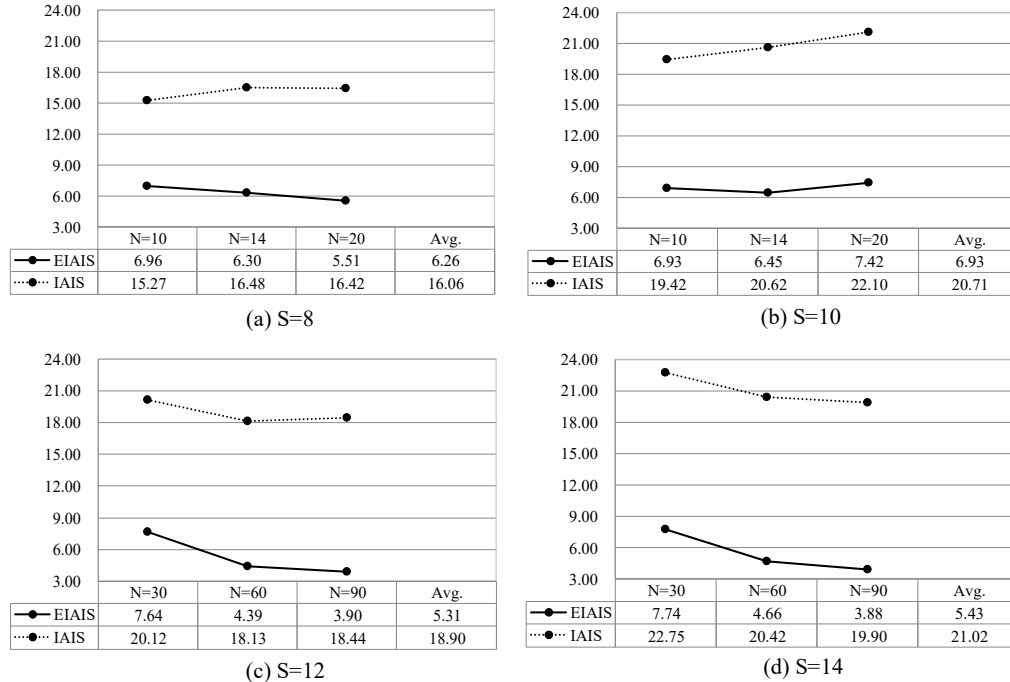 24.00
21.00
18.00
15.00
12.00
9.00
6.00
3.00
N=10 N=14 N=20 Avg.
EIAIS 6.96 6.30 5.51 6.26
IAIS 15.27 16.48 16.42 16.06
(a) S=8
24.00
21.00
18.00
15.00
12.00
9.00
6.00
3.00
N=10 N=14 N=20 Avg.
EIAIS 6.93 6.45 7.42 6.93
IAIS 19.42 20.62 22.10 20.71
(b) S=10
24.00
21.00
18.00
15.00
12.00
9.00
6.00
3.00
N=30 N=60 N=90 Avg.
EIAIS 7.64 4.39 3.90 5.31
IAIS 20.12 18.13 18.44 18.90
(c) S=12
24.00
21.00
18.00
15.00
12.00
9.00
6.00
3.00
N=30 N=60 N=90 Avg.
EIAIS 7.74 4.66 3.88 5.43
IAIS 22.75 20.42 19.90 21.02
(d) S=14